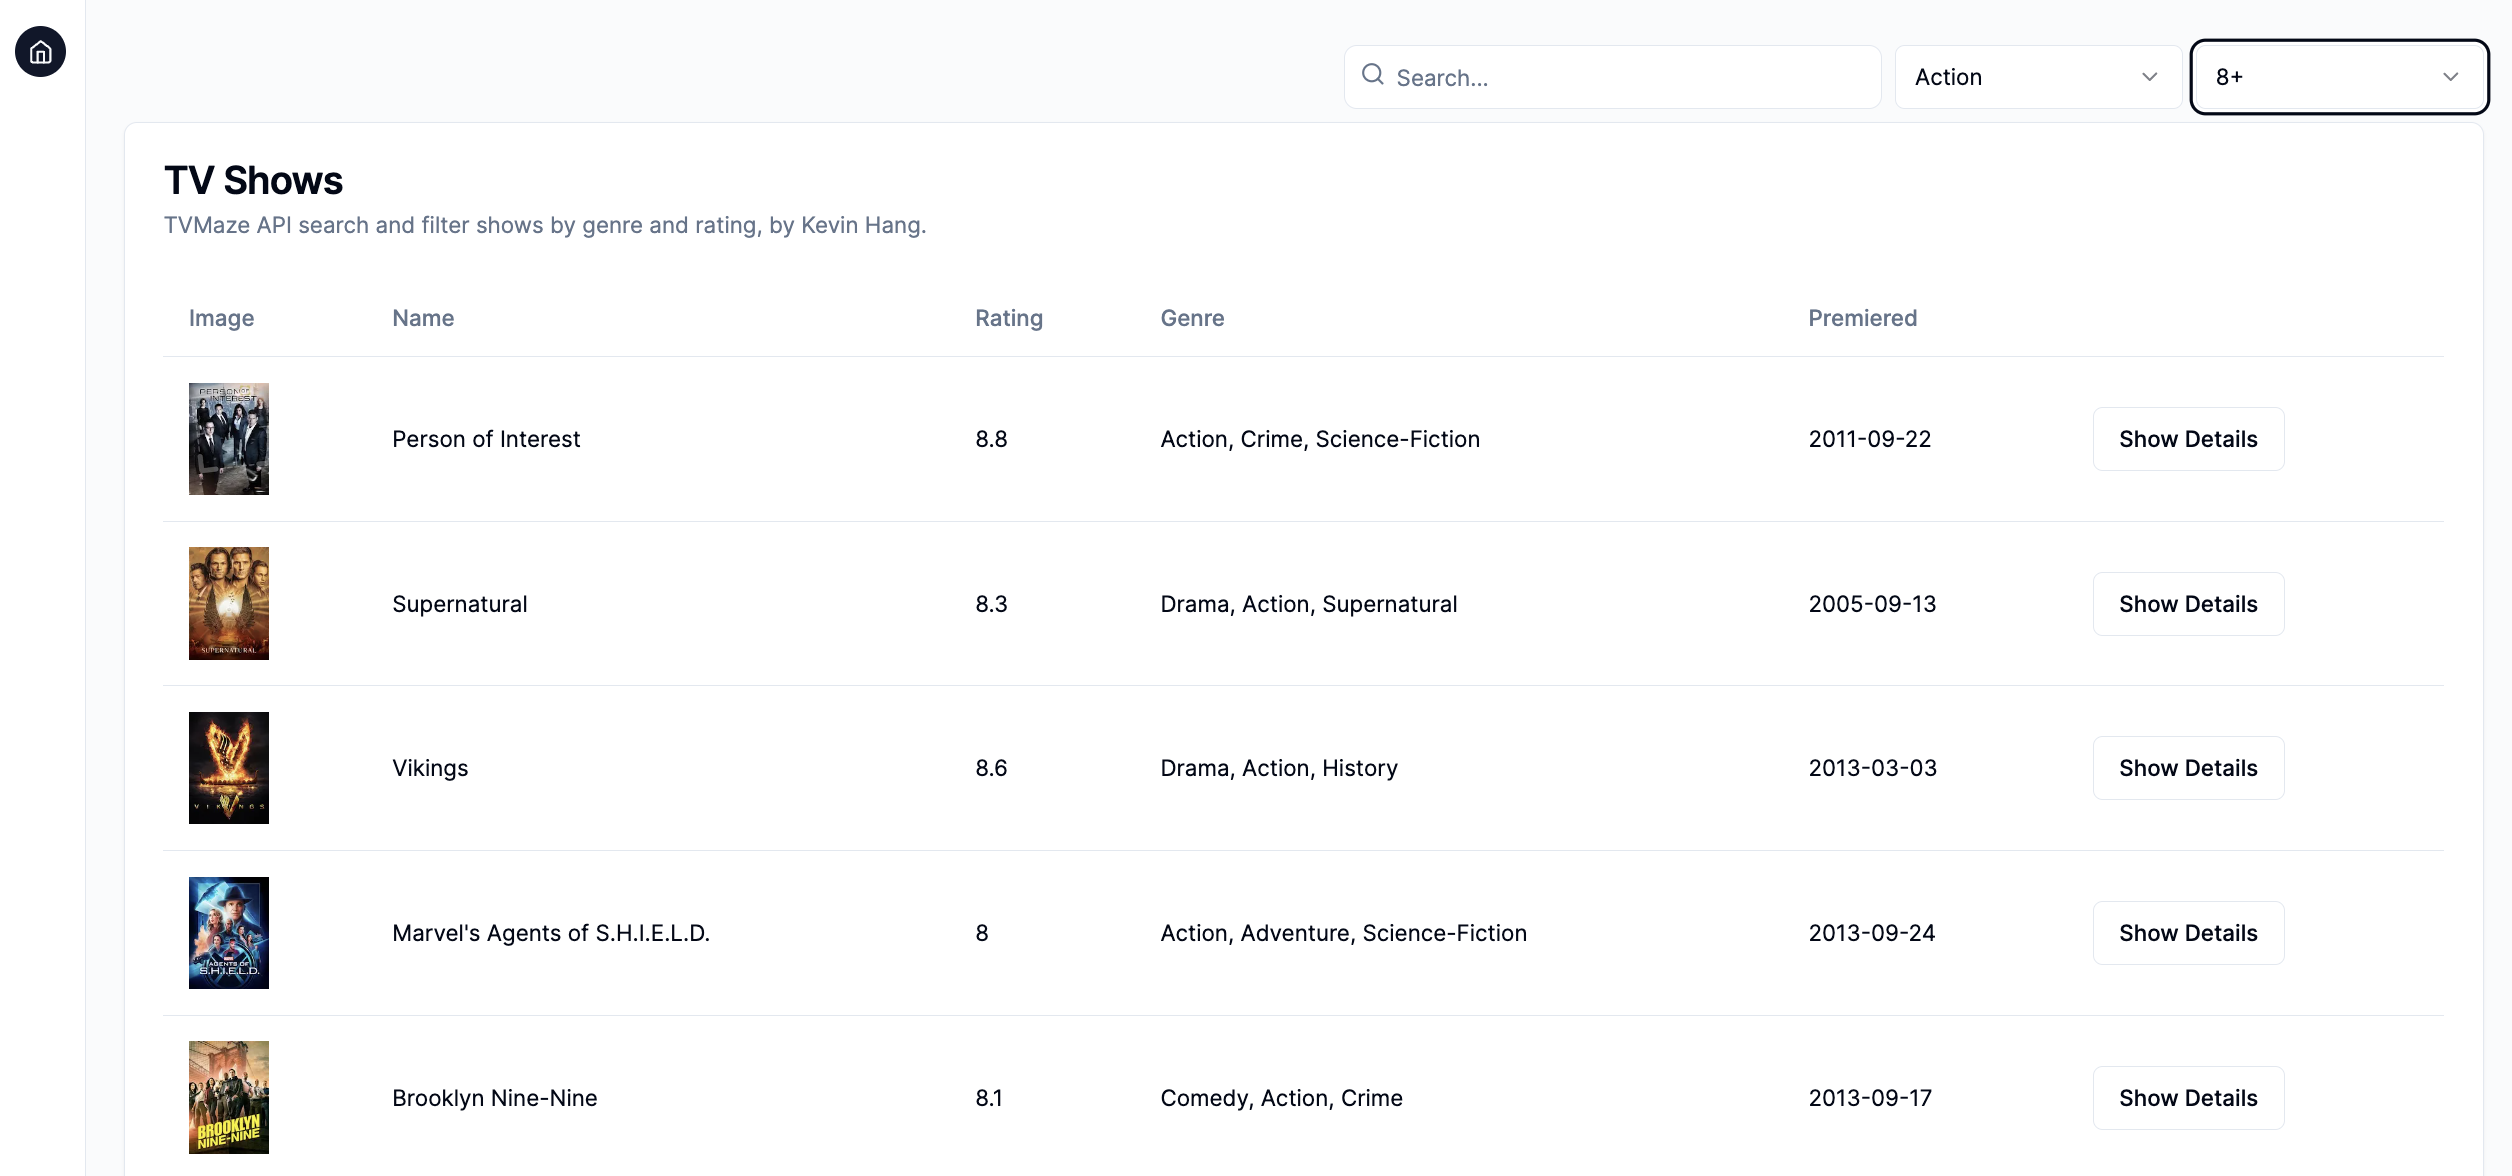 Search...
Action
8+
TV Shows
TVMaze API search and filter shows by genre and rating, by Kevin Hang.
Image Name Rating Genre Premiered
PERSON OF INTEREST
Person of Interest 8.8 Action, Crime, Science-Fiction 2011-09-22 Show Details
SUPERNATURAL
Supernatural 8.3 Drama, Action, Supernatural 2005-09-13 Show Details
VIKINGS
Vikings 8.6 Drama, Action, History 2013-03-03 Show Details
AGENTS OF
S.H.I.E.L.D.
Marvel's Agents of S.H.I.E.L.D. 8 Action, Adventure, Science-Fiction 2013-09-24 Show Details
BROOKLYN
NINE-NINE
Brooklyn Nine-Nine 8.1 Comedy, Action, Crime 2013-09-17 Show Details